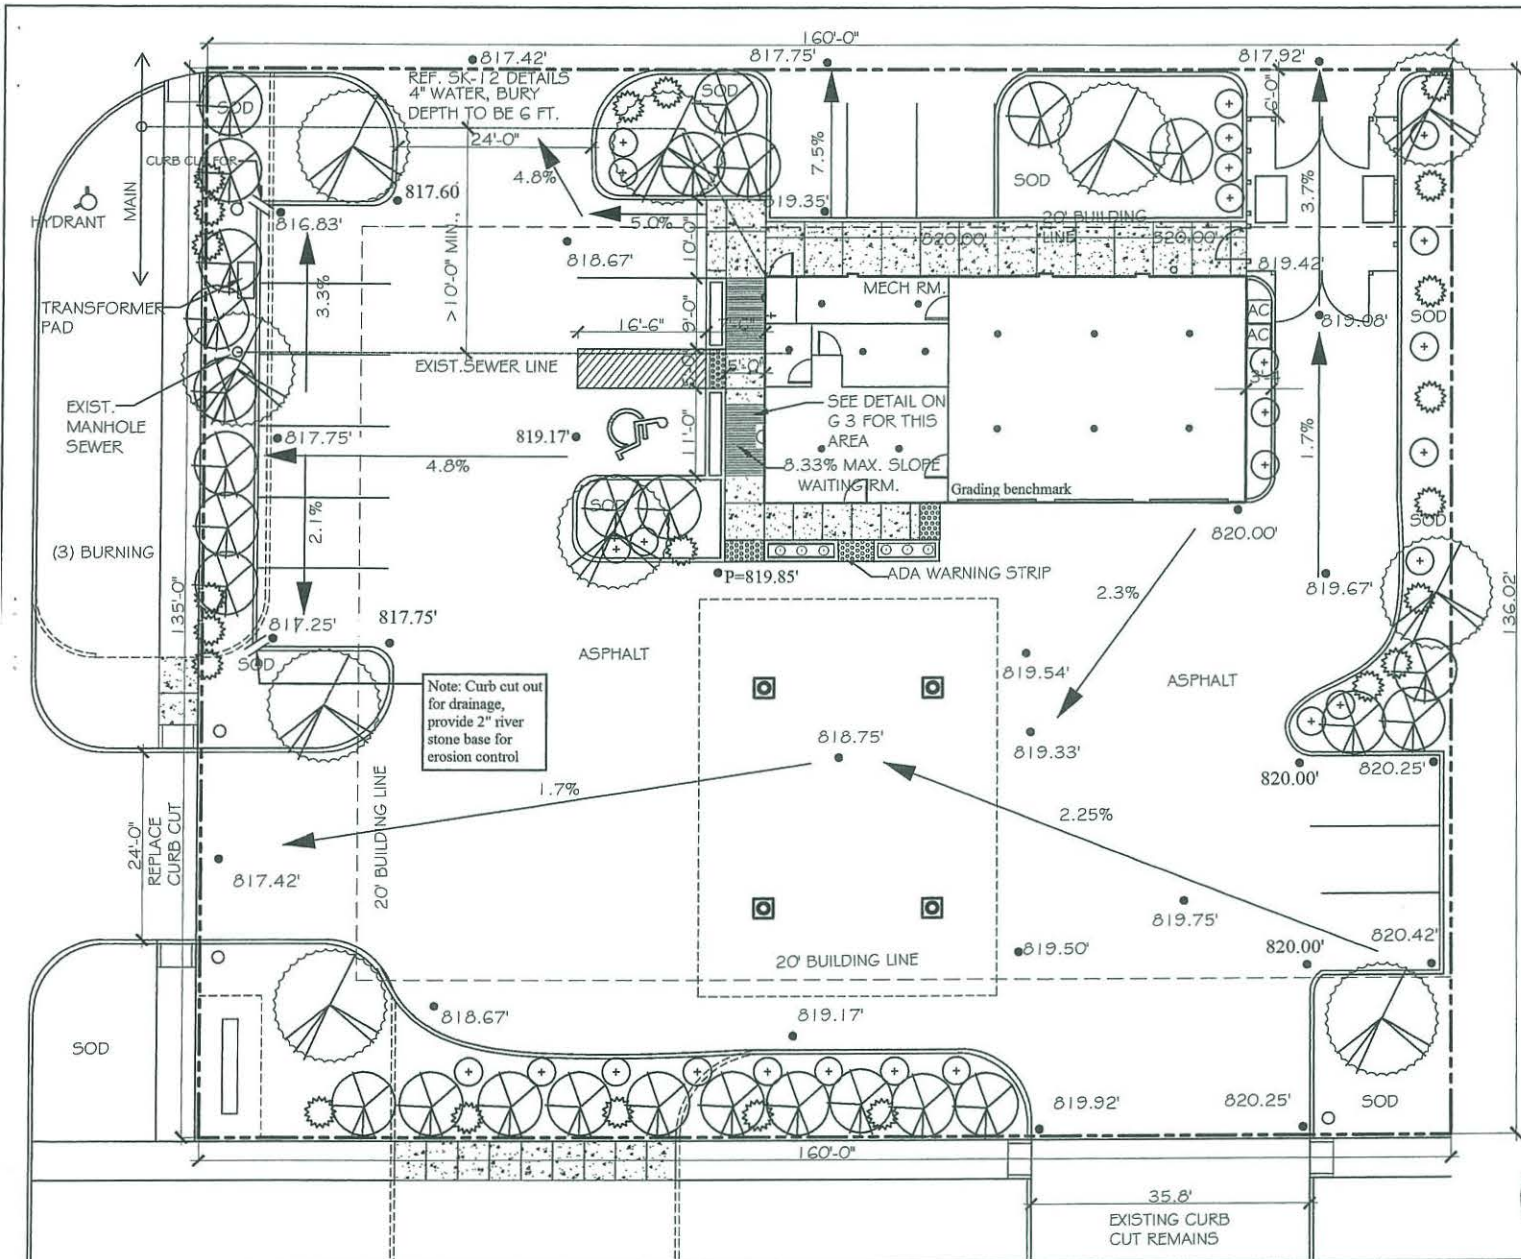 160'-0"
817.42'
817.75'
817.92'
REF. SK-12 DETAILS
4" WATER, BURY
DEPTH TO BE 6 FT.
SOD
SOD
6'-0"
24'-0"
CURB CUT FOR
MAIN
HYDRANT
817.60
816.83'
4.8%
5.0%
7.5%
819.35'
SOD
3.7%
SOD
20' BUILDING
LINE
820.00'
820.00'
10'-0"
>10'-0" MIN.,
818.67'
819.42'
TRANSFORMER
PAD
3.3%
MECH RM.
AC
AC
819.08'
SOD
16'-6"
9'-0"
EXIST.SEWER LINE
5'-0"
5'-0"
136.02'
EXIST.
MANHOLE
SEWER
817.75'
819.17'
4.8%
11'-0"
SEE DETAIL ON
G 3 FOR THIS
AREA
8.33% MAX. SLOPE
WAITING RM.
1.7%
Grading benchmark
SOD
SOD
820.00'
2.1%
(3) BURNING
135'-0"
P=819.85'
ADA WARNING STRIP
2.3%
819.67'
817.25'
817.75'
SOD
ASPHALT
819.54'
ASPHALT
Note: Curb cut out
for drainage,
provide 2" river
stone base for
erosion control
818.75'
819.33'
820.00'
820.25'
1.7%
2.25%
24'-0"
REPLACE
CURB CUT
20' BUILDING LINE
817.42'
819.75'
820.42'
819.50'
820.00'
20' BUILDING LINE
818.67'
819.17'
SOD
819.92'
820.25'
SOD
160'-0"
35.8'
EXISTING CURB
CUT REMAINS